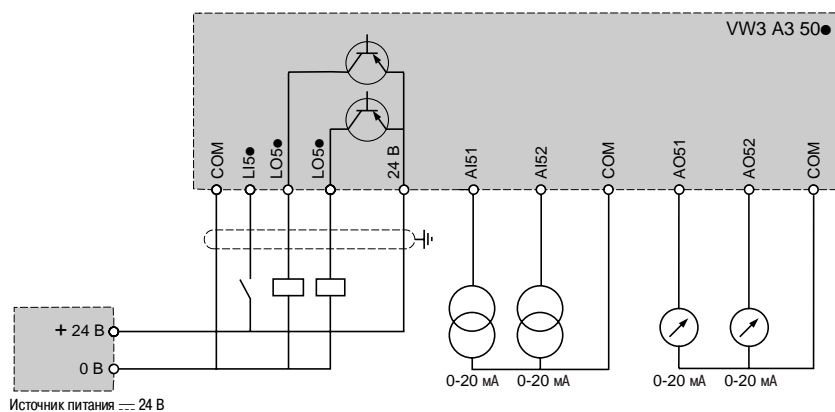 VW3 A3 50●
COM
LI5●
LO5●
LO5●
24 В
AI51
AI52
COM
AO51
AO52
COM
+ 24 В
0 В
0-20 мА
0-20 мА
0-20 мА
0-20 мА
Источник питания ⎓ 24 В